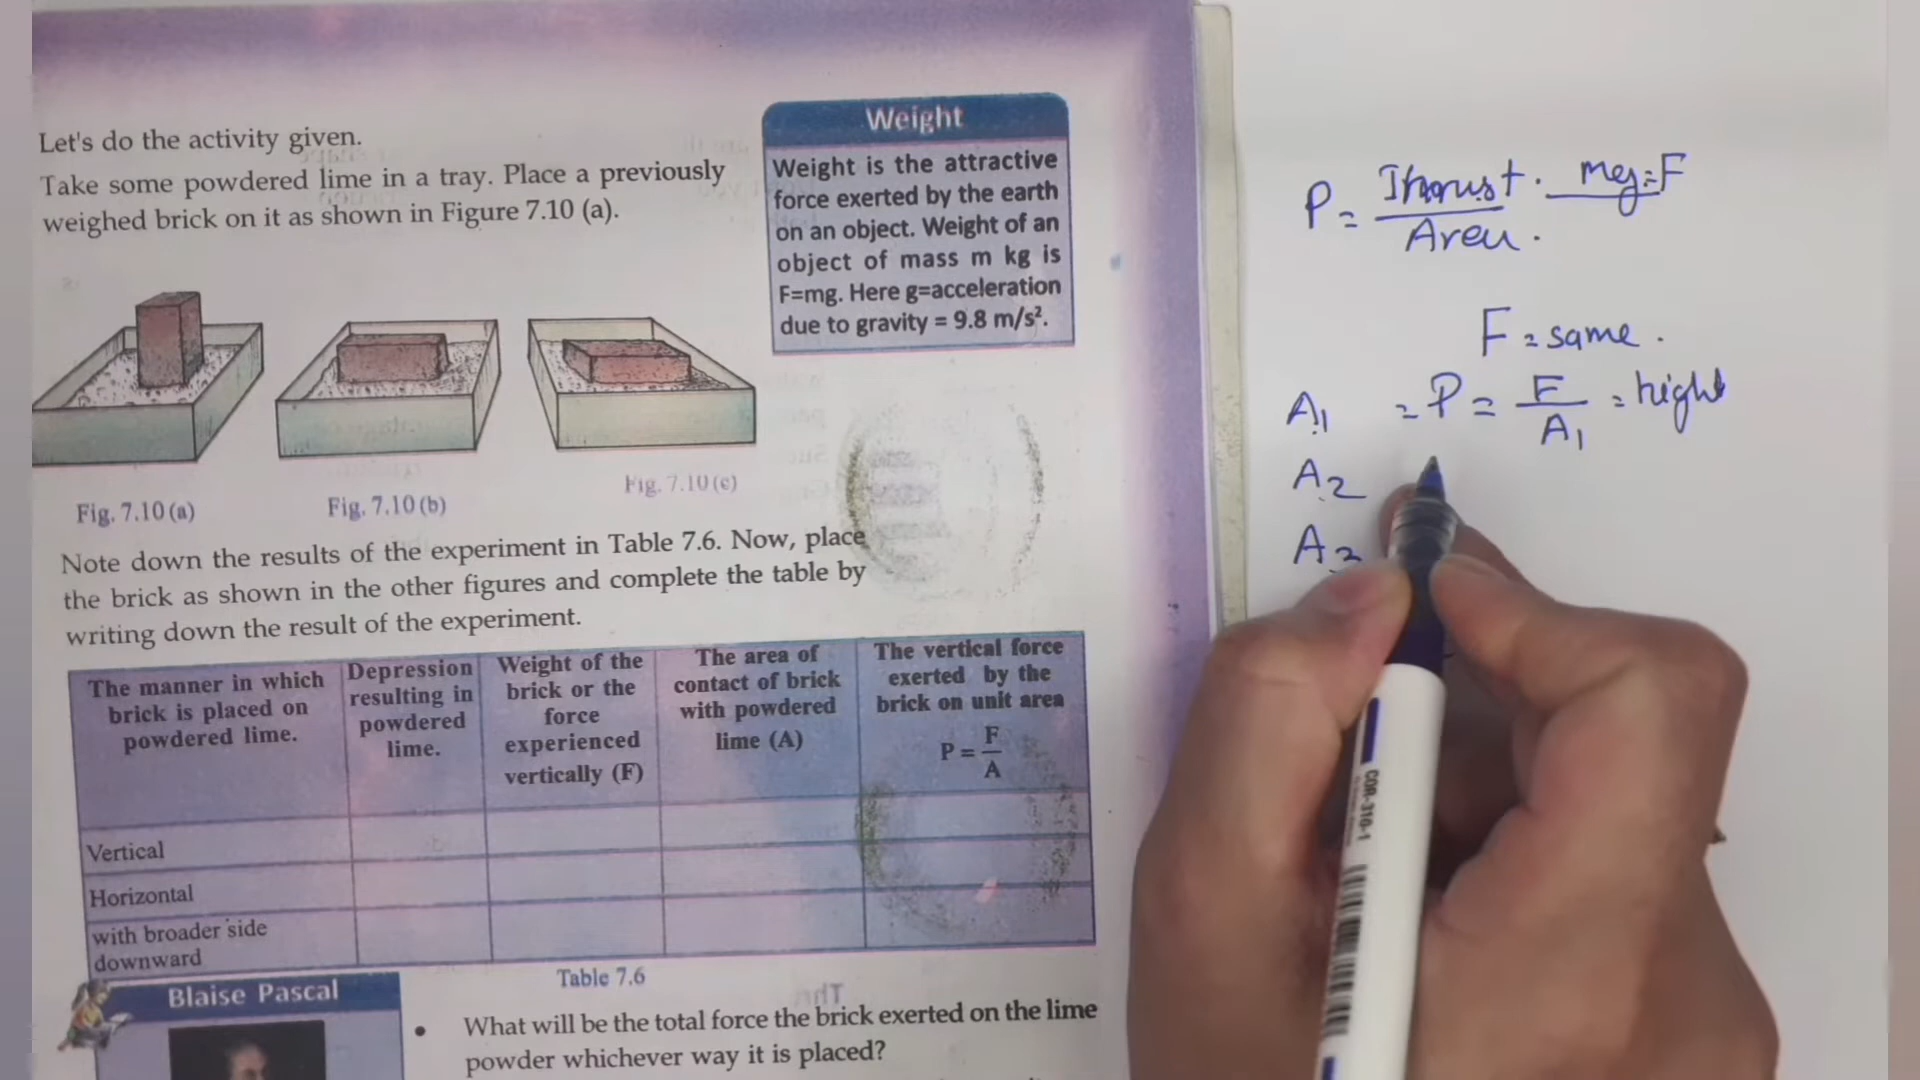 Let's do the activity given.
Take some powdered lime in a tray. Place a previously
weighed brick on it as shown in Figure 7.10 (a).
Weight
Weight is the attractive
force exerted by the earth
on an object. Weight of an
object of mass m kg is
F=mg. Here g=acceleration
due to gravity = 9.8 m/s².
Fig. 7.10 (a)
Fig. 7.10 (b)
Fig. 7.10 (c)
Note down the results of the experiment in Table 7.6. Now, place
the brick as shown in the other figures and complete the table by
writing down the result of the experiment.
The manner in which
brick is placed on
powdered lime.
Depression
resulting in
powdered
lime.
Weight of the
brick or the
force
experienced
vertically (F)
The area of
contact of brick
with powdered
lime (A)
The vertical force
exerted by the
brick on unit area
P = F/A
Vertical
Horizontal
with broader side
downward
Table 7.6
Blaise Pascal
• What will be the total force the brick exerted on the lime
powder whichever way it is placed?
P = Thrust / Area. mg = F
F = same.
A1 = P = F/A1 = hight
A2
A3
COR-310-1